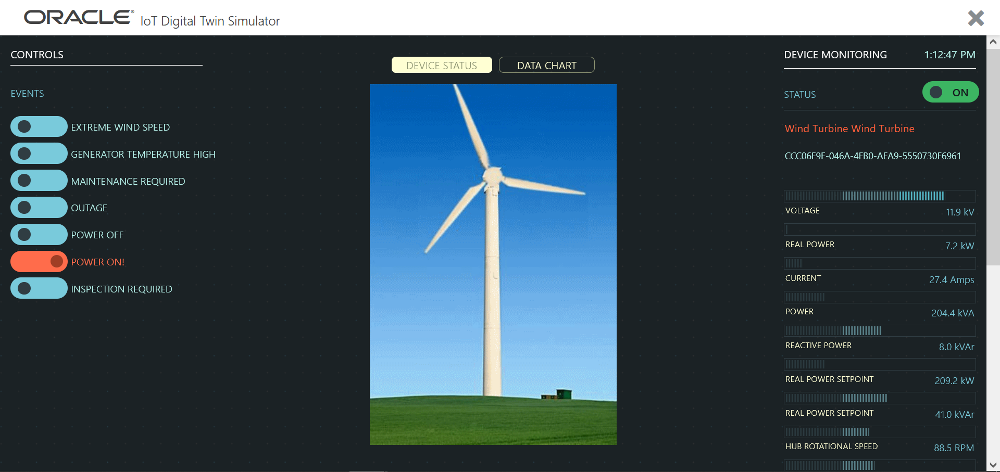 ORACLE® IoT Digital Twin Simulator
CONTROLS
EVENTS
EXTREME WIND SPEED
GENERATOR TEMPERATURE HIGH
MAINTENANCE REQUIRED
OUTAGE
POWER OFF
POWER ON!
INSPECTION REQUIRED
DEVICE STATUS
DATA CHART
DEVICE MONITORING 1:12:47 PM
STATUS ON
Wind Turbine Wind Turbine
CCC06F9F-046A-4FB0-AEA9-5550730F6961
VOLTAGE 11.9 kV
REAL POWER 7.2 kW
CURRENT 27.4 Amps
POWER 204.4 kVA
REACTIVE POWER 8.0 kVAr
REAL POWER SETPOINT 209.2 kW
REAL POWER SETPOINT 41.0 kVAr
HUB ROTATIONAL SPEED 88.5 RPM